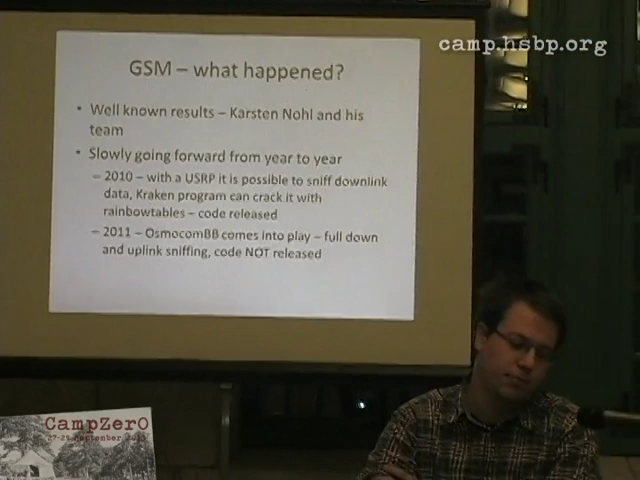 camp.hsbp.org
GSM – what happened?
• Well known results – Karsten Nohl and his
team
• Slowly going forward from year to year
– 2010 – with a USRP it is possible to sniff downlink
data, Kraken program can crack it with
rainbowtables – code released
– 2011 – OsmocomBB comes into play – full down
and uplink sniffing, code NOT released
CampZer0
September